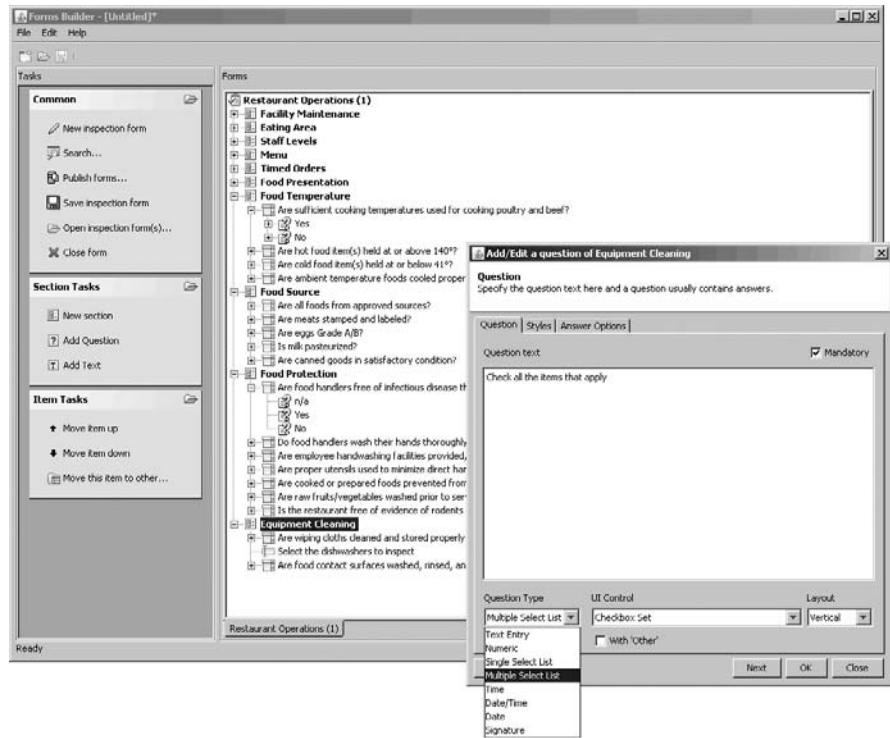 Forms Builder - [Untitled]*
File Edit Help
Tasks
Common
New inspection form
Search...
Publish forms...
Save inspection form
Open inspection form(s)...
Close form
Section Tasks
New section
Add Question
Add Text
Item Tasks
Move item up
Move item down
Move this item to other...
Forms
Restaurant Operations (1)
Facility Maintenance
Eating Area
Staff Levels
Menu
Timed Orders
Food Presentation
Food Temperature
Are sufficient cooking temperatures used for cooking poultry and beef?
Yes
No
Are hot food item(s) held at or above 140°?
Are cold food item(s) held at or below 41°?
Are ambient temperature foods cooled proper
Food Source
Are all foods from approved sources?
Are meats stamped and labeled?
Are eggs Grade A/B?
Is milk pasteurized?
Are canned goods in satisfactory condition?
Food Protection
Are food handlers free of infectious disease th
n/a
Yes
No
Do food handlers wash their hands thoroughly
Are employee handwashing facilities provided,
Are proper utensils used to minimize direct har
Are cooked or prepared foods prevented from
Are raw fruits/vegetables washed prior to ser
Is the restaurant free of evidence of rodents
Equipment Cleaning
Are wiping cloths cleaned and stored properly
Select the dishwashers to inspect
Are food contact surfaces washed, rinsed, an
Restaurant Operations (1)
Ready
Add/Edit a question of Equipment Cleaning
Question
Specify the question text here and a question usually contains answers.
Question Styles Answer Options
Question text Mandatory
Check all the items that apply
Question Type UI Control Layout
Multiple Select List Checkbox Set Vertical
With 'Other'
Text Entry
Numeric
Single Select List
Multiple Select List
Time
Date/Time
Date
Signature
Next OK Close